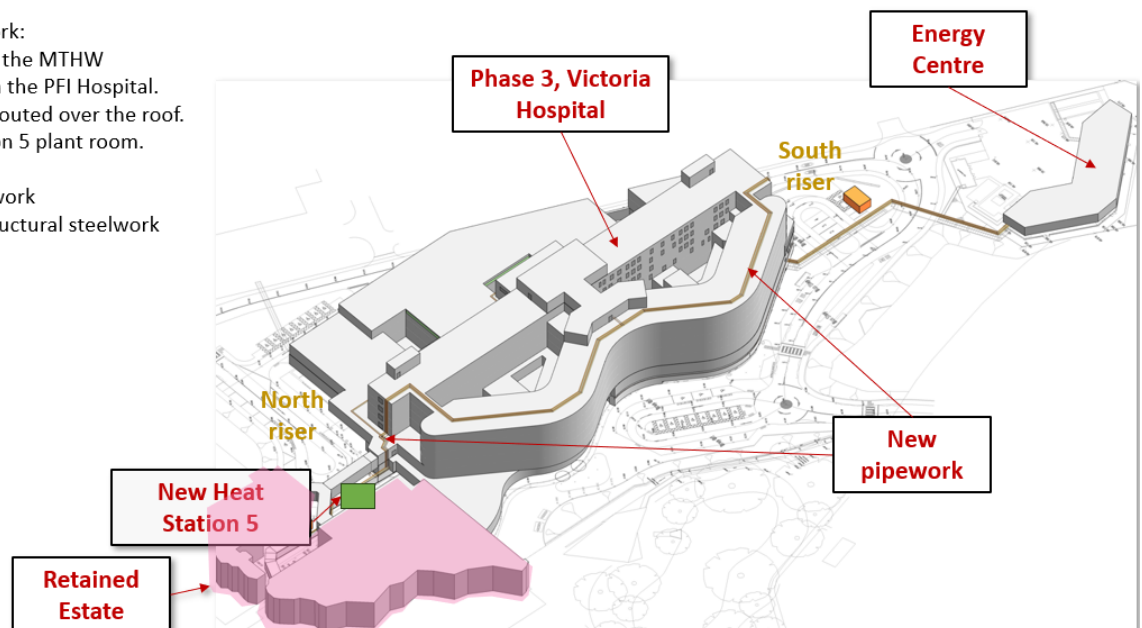 rk:
the MTHW
the PFI Hospital.
outed over the roof.
n 5 plant room.
work
uctural steelwork
Phase 3, Victoria
Hospital
Energy
Centre
South
riser
North
riser
New Heat
Station 5
New
pipework
Retained
Estate